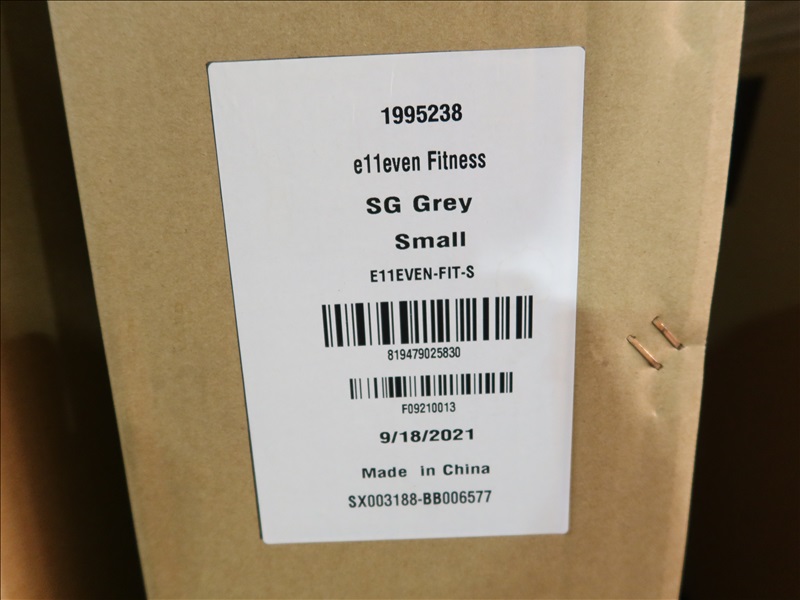 1995238
e11even Fitness
SG Grey
Small
E11EVEN-FIT-S
819479025830
F09210013
9/18/2021
Made in China
SX003188-BB006577